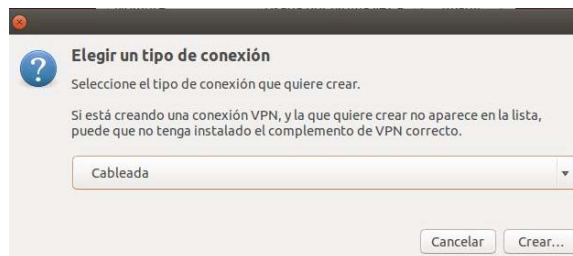 Elegir un tipo de conexión
Seleccione el tipo de conexión que quiere crear.
Si está creando una conexión VPN, y la que quiere crear no aparece en la lista,
puede que no tenga instalado el complemento de VPN correcto.
Cableada
Cancelar Crear...